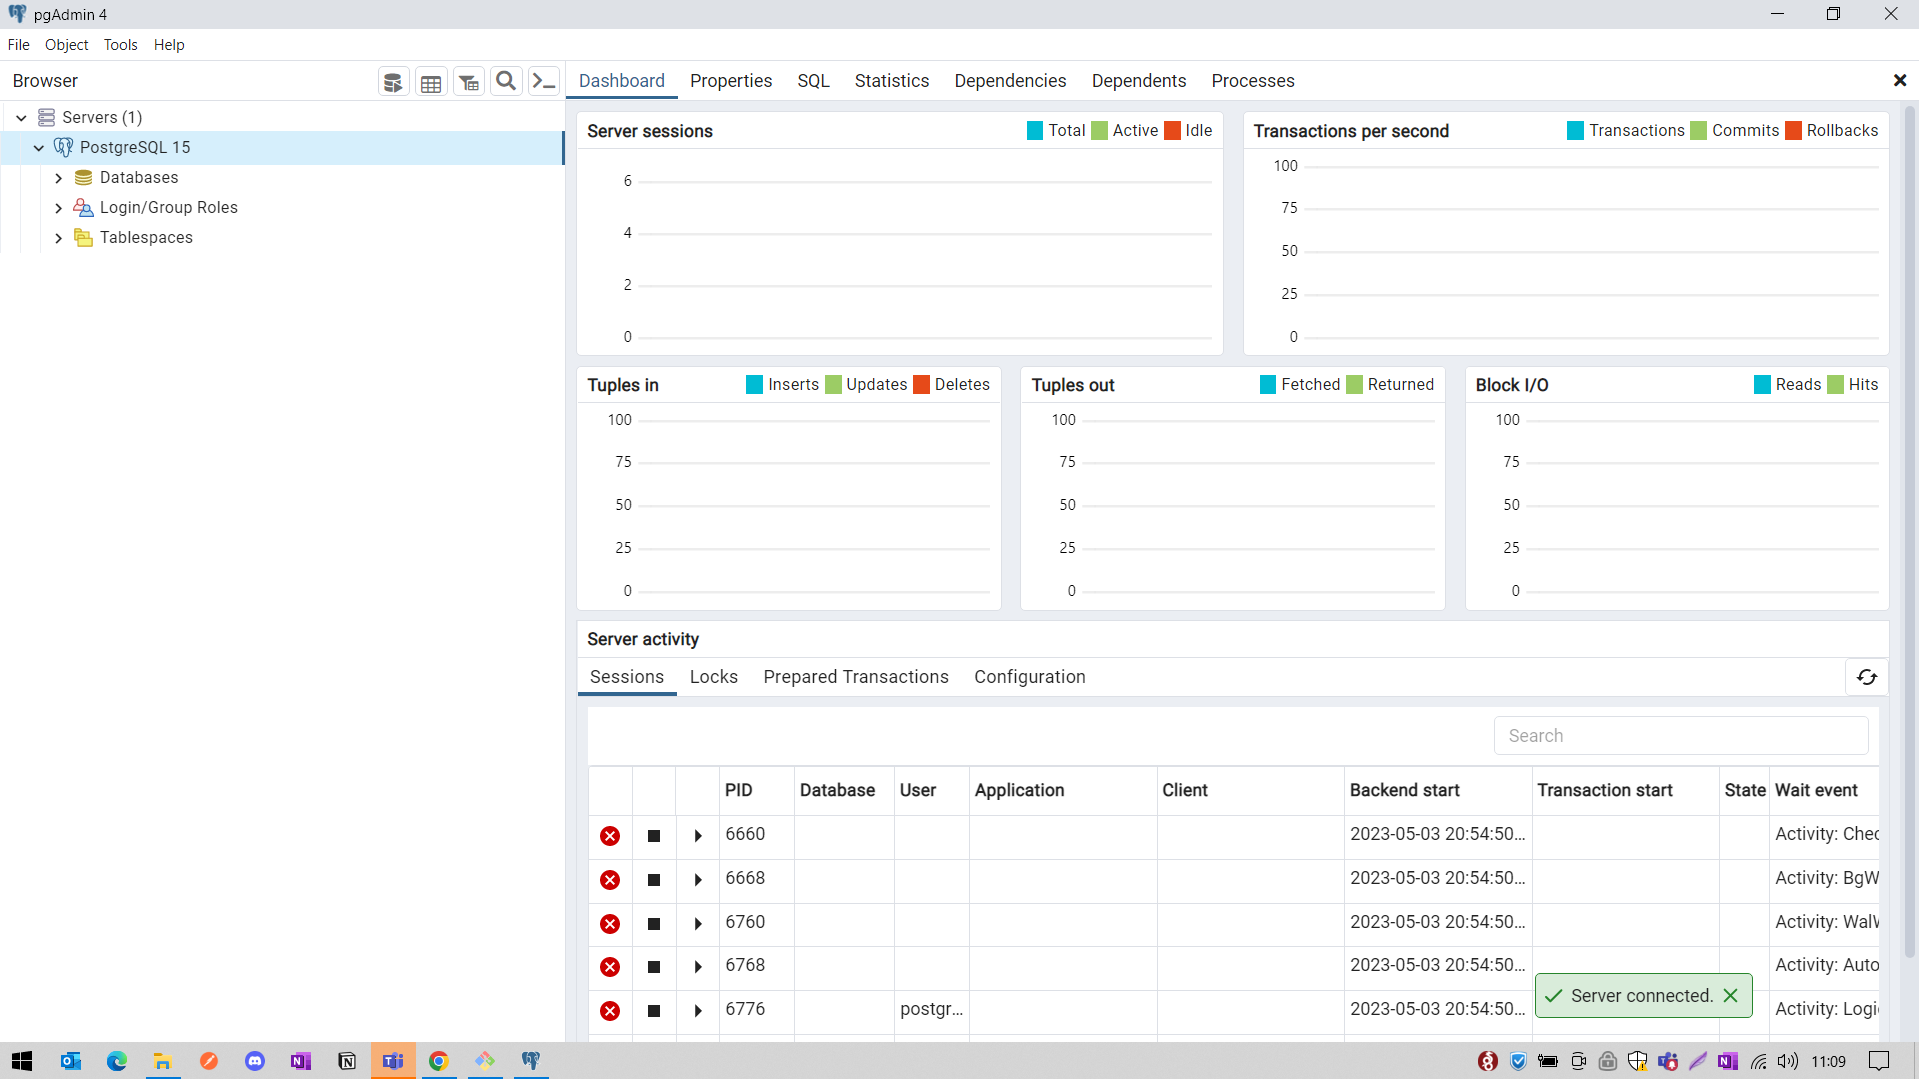 pgAdmin 4
File Object Tools Help
Browser
Dashboard Properties SQL Statistics Dependencies Dependents Processes
Servers (1)
PostgreSQL 15
Databases
Login/Group Roles
Tablespaces
Server sessions Total Active Idle
6
4
2
0
Transactions per second Transactions Commits Rollbacks
100
75
50
25
0
Tuples in Inserts Updates Deletes
100
75
50
25
0
Tuples out Fetched Returned
100
75
50
25
0
Block I/O Reads Hits
100
75
50
25
0
Server activity
Sessions Locks Prepared Transactions Configuration
Search
PID Database User Application Client Backend start Transaction start State Wait event
6660 2023-05-03 20:54:50... Activity: Chec
6668 2023-05-03 20:54:50... Activity: BgW
6760 2023-05-03 20:54:50... Activity: Wal
6768 2023-05-03 20:54:50... Activity: Auto
6776 postgr... 2023-05-03 20:54:50... Activity: Logi
Server connected.
11:09